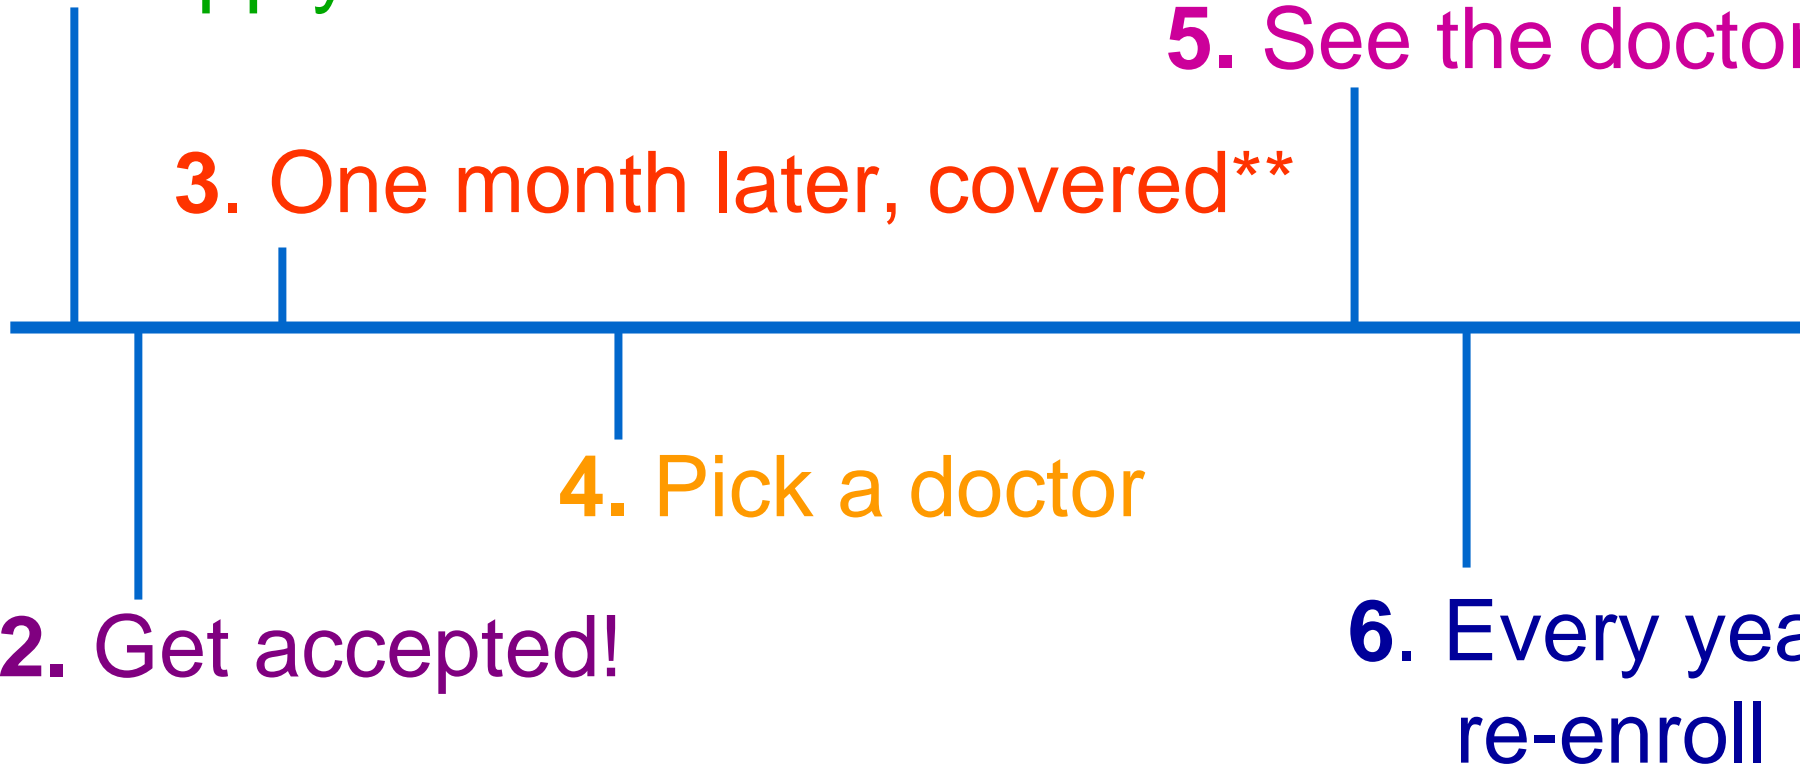 5. See the doctor
3. One month later, covered**
4. Pick a doctor
2. Get accepted!
6. Every yea
re-enroll